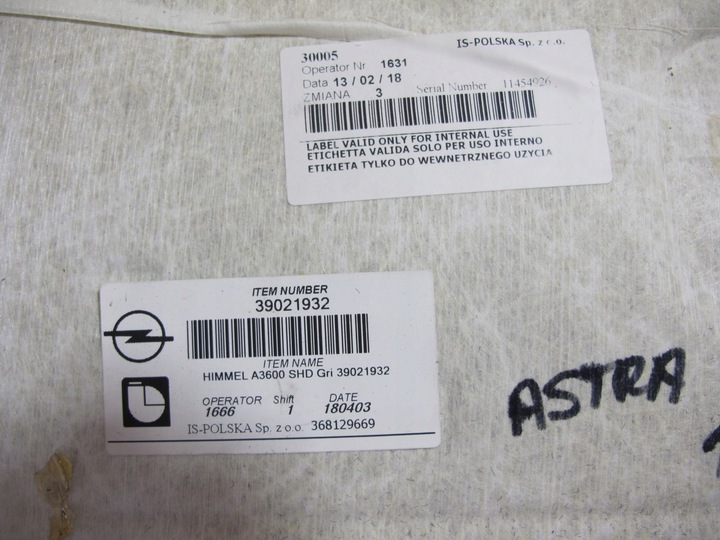 IS-POLSKA Sp. z o.o.
30005
Operator Nr 1631
Data 13 / 02 / 18
ZMIANA 3 Serial Number 11454926
LABEL VALID ONLY FOR INTERNAL USE
ETICHETTA VALIDA SOLO PER USO INTERNO
ETIKIETA TYLKO DO WEWNETRZNEGO UZYCIA
ITEM NUMBER
39021932
ITEM NAME
HIMMEL A3600 SHD Gri 39021932
OPERATOR Shift DATE
1666 1 180403
IS-POLSKA Sp. z o.o. 368129669
ASTRA